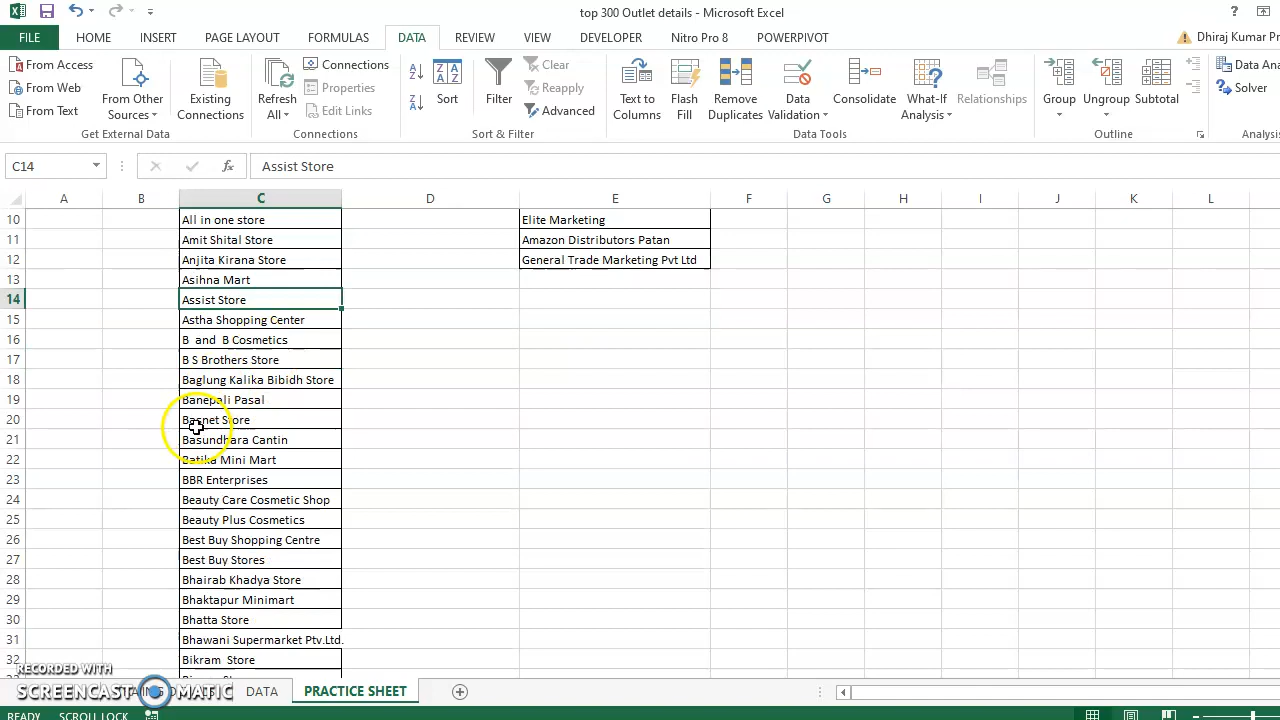 top 300 Outlet details - Microsoft Excel
FILE HOME INSERT PAGE LAYOUT FORMULAS DATA REVIEW VIEW DEVELOPER Nitro Pro 8 POWERPIVOT Dhiraj Kumar Pr
From Access
From Web
From Text
From Other Sources
Existing Connections
Get External Data
Refresh All
Connections
Properties
Edit Links
Connections
Sort
Filter
Clear
Reapply
Advanced
Sort & Filter
Text to Columns
Flash Fill
Remove Duplicates
Data Validation
Consolidate
What-If Analysis
Relationships
Data Tools
Group
Ungroup
Subtotal
Outline
Data Ana
Solver
Analysis
C14 fx Assist Store
A B C D E F G H I J K L
10 All in one store Elite Marketing
11 Amit Shital Store Amazon Distributors Patan
12 Anjita Kirana Store General Trade Marketing Pvt Ltd
13 Asihna Mart
14 Assist Store
15 Astha Shopping Center
16 B and B Cosmetics
17 B S Brothers Store
18 Baglung Kalika Bibidh Store
19 Banepali Pasal
20 Basnet Store
21 Basundhara Cantin
22 Batika Mini Mart
23 BBR Enterprises
24 Beauty Care Cosmetic Shop
25 Beauty Plus Cosmetics
26 Best Buy Shopping Centre
27 Best Buy Stores
28 Bhairab Khadya Store
29 Bhaktapur Minimart
30 Bhatta Store
31 Bhawani Supermarket Ptv.Ltd.
32 Bikram Store
RECORDED WITH
SCREENCAST-O-MATIC
DATA PRACTICE SHEET
READY SCROLL LOCK